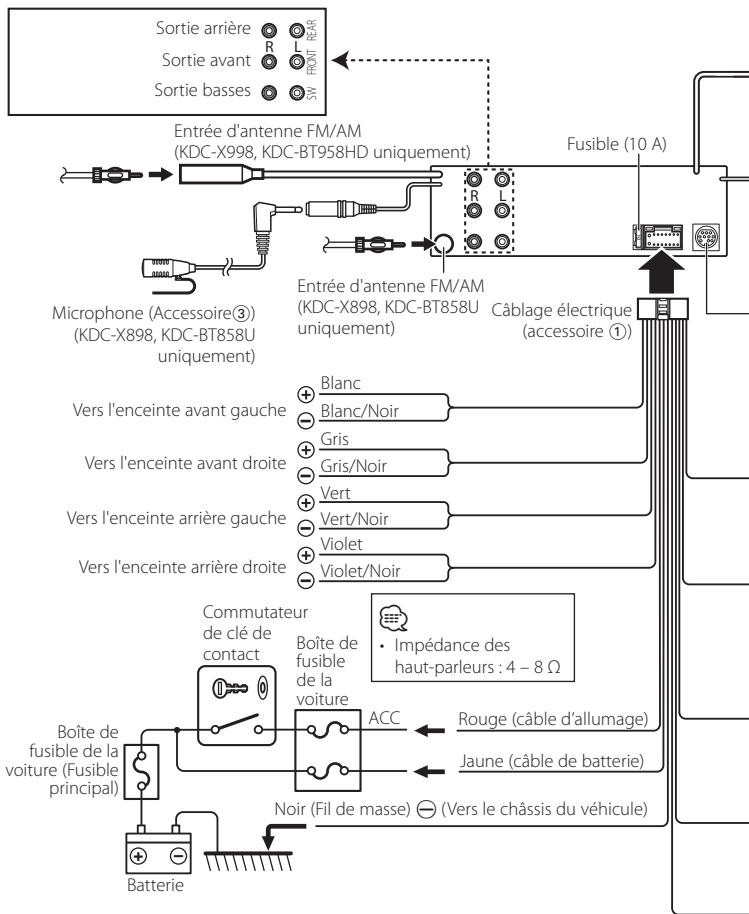 Sortie arrière
REAR
R L
Sortie avant
FRONT
Sortie basses
SW
Entrée d'antenne FM/AM
(KDC-X998, KDC-BT958HD uniquement)
Fusible (10 A)
R L
Entrée d'antenne FM/AM
(KDC-X898, KDC-BT858U
uniquement)
Microphone (Accessoire③)
(KDC-X898, KDC-BT858U
uniquement)
Câblage électrique
(accessoire ①)
Vers l'enceinte avant gauche
⊕ Blanc
⊖ Blanc/Noir
Vers l'enceinte avant droite
⊕ Gris
⊖ Gris/Noir
Vers l'enceinte arrière gauche
⊕ Vert
⊖ Vert/Noir
Vers l'enceinte arrière droite
⊕ Violet
⊖ Violet/Noir
Commutateur
de clé de
contact
Boîte de
fusible
de la
voiture
• Impédance des
haut-parleurs : 4 – 8 Ω
ACC
Rouge (câble d'allumage)
Boîte de
fusible de la
voiture (Fusible
principal)
Jaune (câble de batterie)
Noir (Fil de masse) ⊖ (Vers le châssis du véhicule)
⊕ ⊖
Batterie